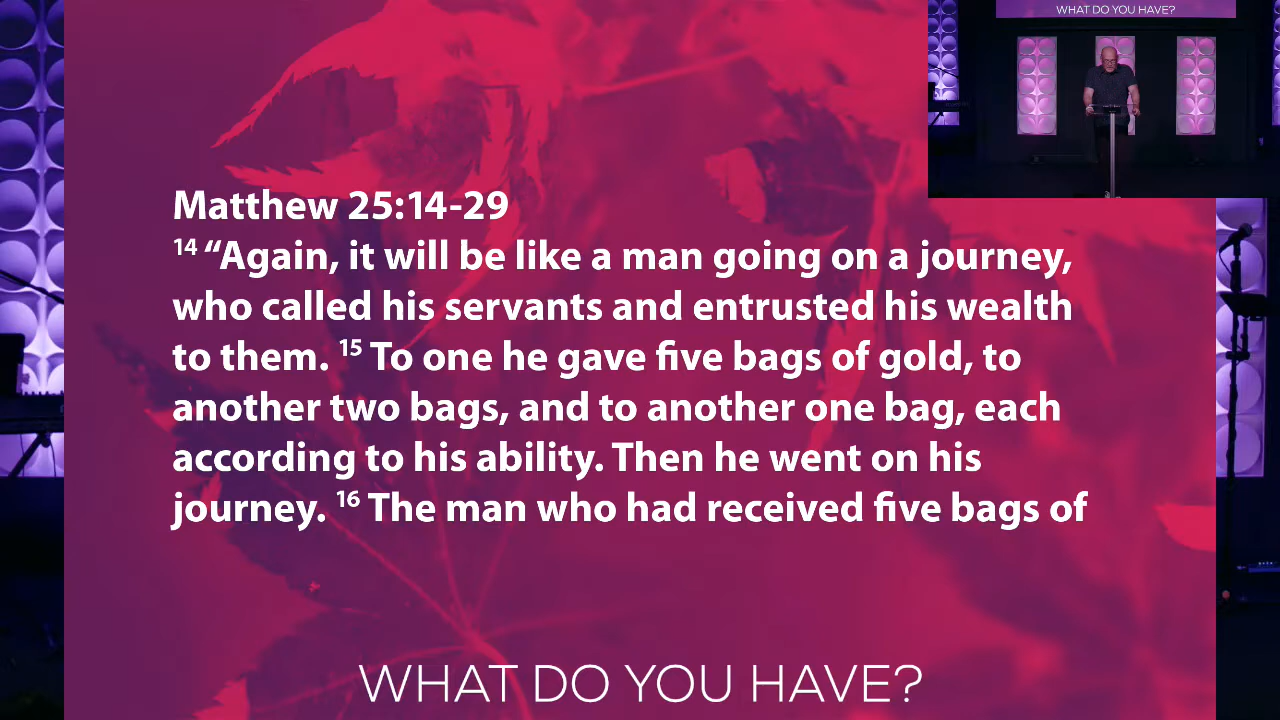 WHAT DO YOU HAVE?
Matthew 25:14-29
14 “Again, it will be like a man going on a journey,
who called his servants and entrusted his wealth
to them. 15 To one he gave five bags of gold, to
another two bags, and to another one bag, each
according to his ability. Then he went on his
journey. 16 The man who had received five bags of
WHAT DO YOU HAVE?